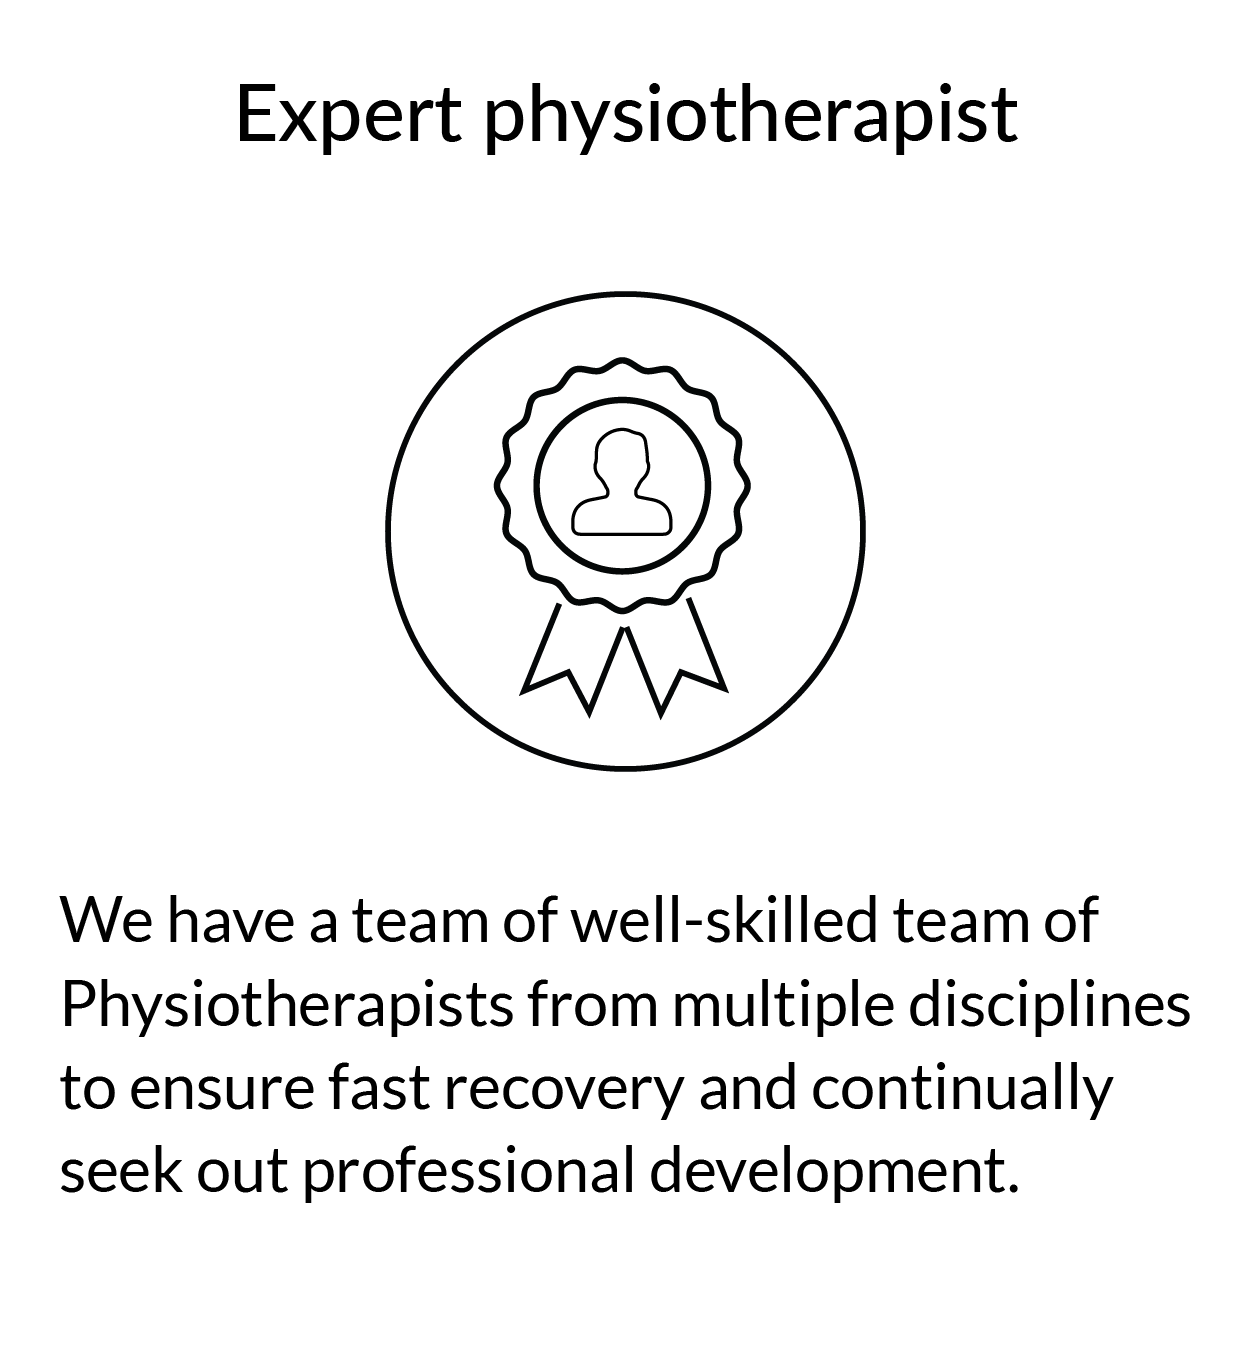 Expert physiotherapist
We have a team of well-skilled team of
Physiotherapists from multiple disciplines
to ensure fast recovery and continually
seek out professional development.